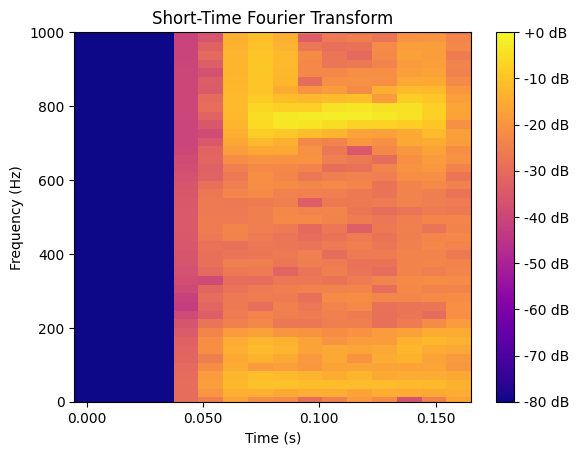 Short-Time Fourier Transform
1000
800
600
400
200
0
Frequency (Hz)
0.000
0.050
0.100
0.150
Time (s)
+0 dB
-10 dB
-20 dB
-30 dB
-40 dB
-50 dB
-60 dB
-70 dB
-80 dB